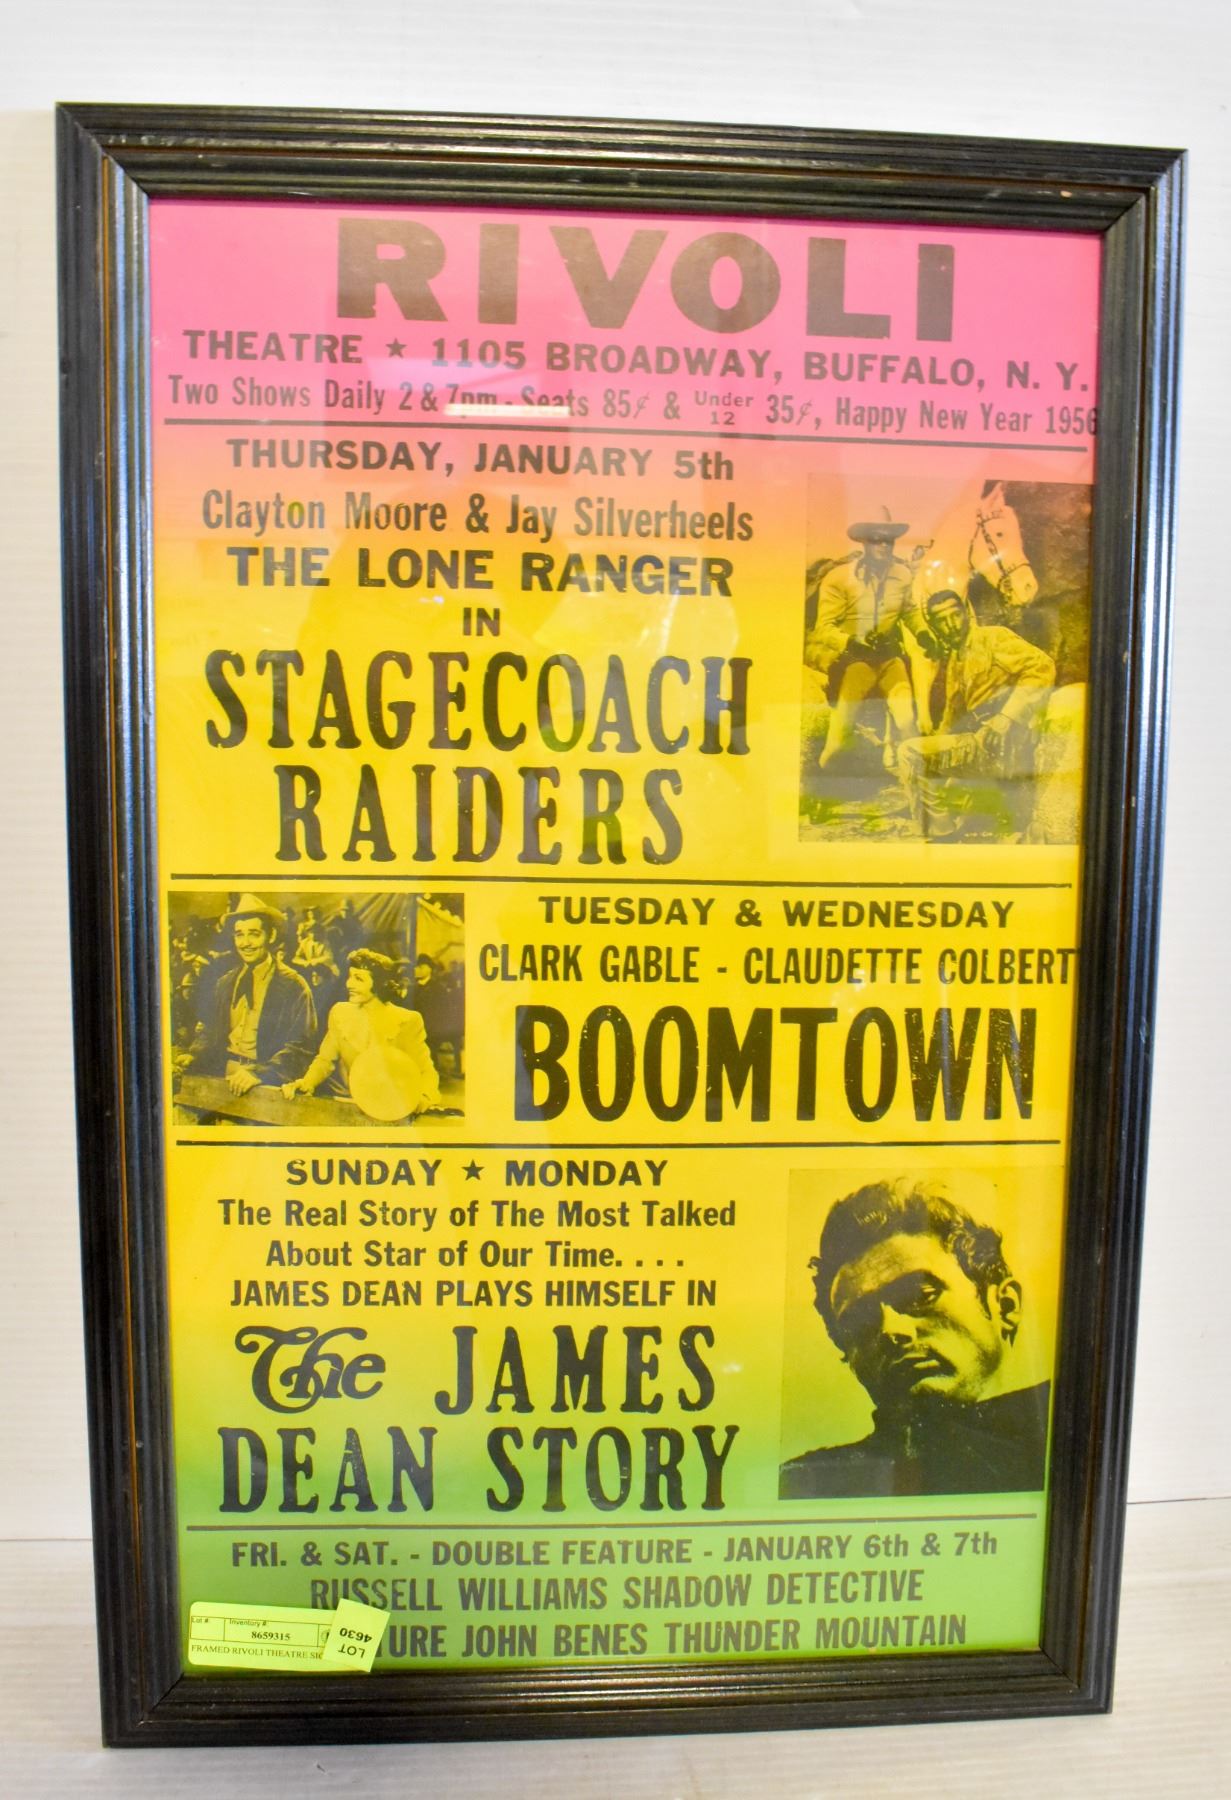 RIVOLI
THEATRE ★ 1105 BROADWAY, BUFFALO, N. Y.
Two Shows Daily 2 & 7pm - Seats 85¢ & Under 12 35¢, Happy New Year 1956
THURSDAY, JANUARY 5th
Clayton Moore & Jay Silverheels
THE LONE RANGER
IN
STAGECOACH
RAIDERS
TUESDAY & WEDNESDAY
CLARK GABLE - CLAUDETTE COLBERT
BOOMTOWN
SUNDAY ★ MONDAY
The Real Story of The Most Talked
About Star of Our Time. . . .
JAMES DEAN PLAYS HIMSELF IN
The JAMES
DEAN STORY
FRI. & SAT. - DOUBLE FEATURE - JANUARY 6th & 7th
RUSSELL WILLIAMS SHADOW DETECTIVE
JOHN BENES THUNDER MOUNTAIN
Lot #: Inventory #:
8659315
FRAMED RIVOLI THEATRE
LOT
4630